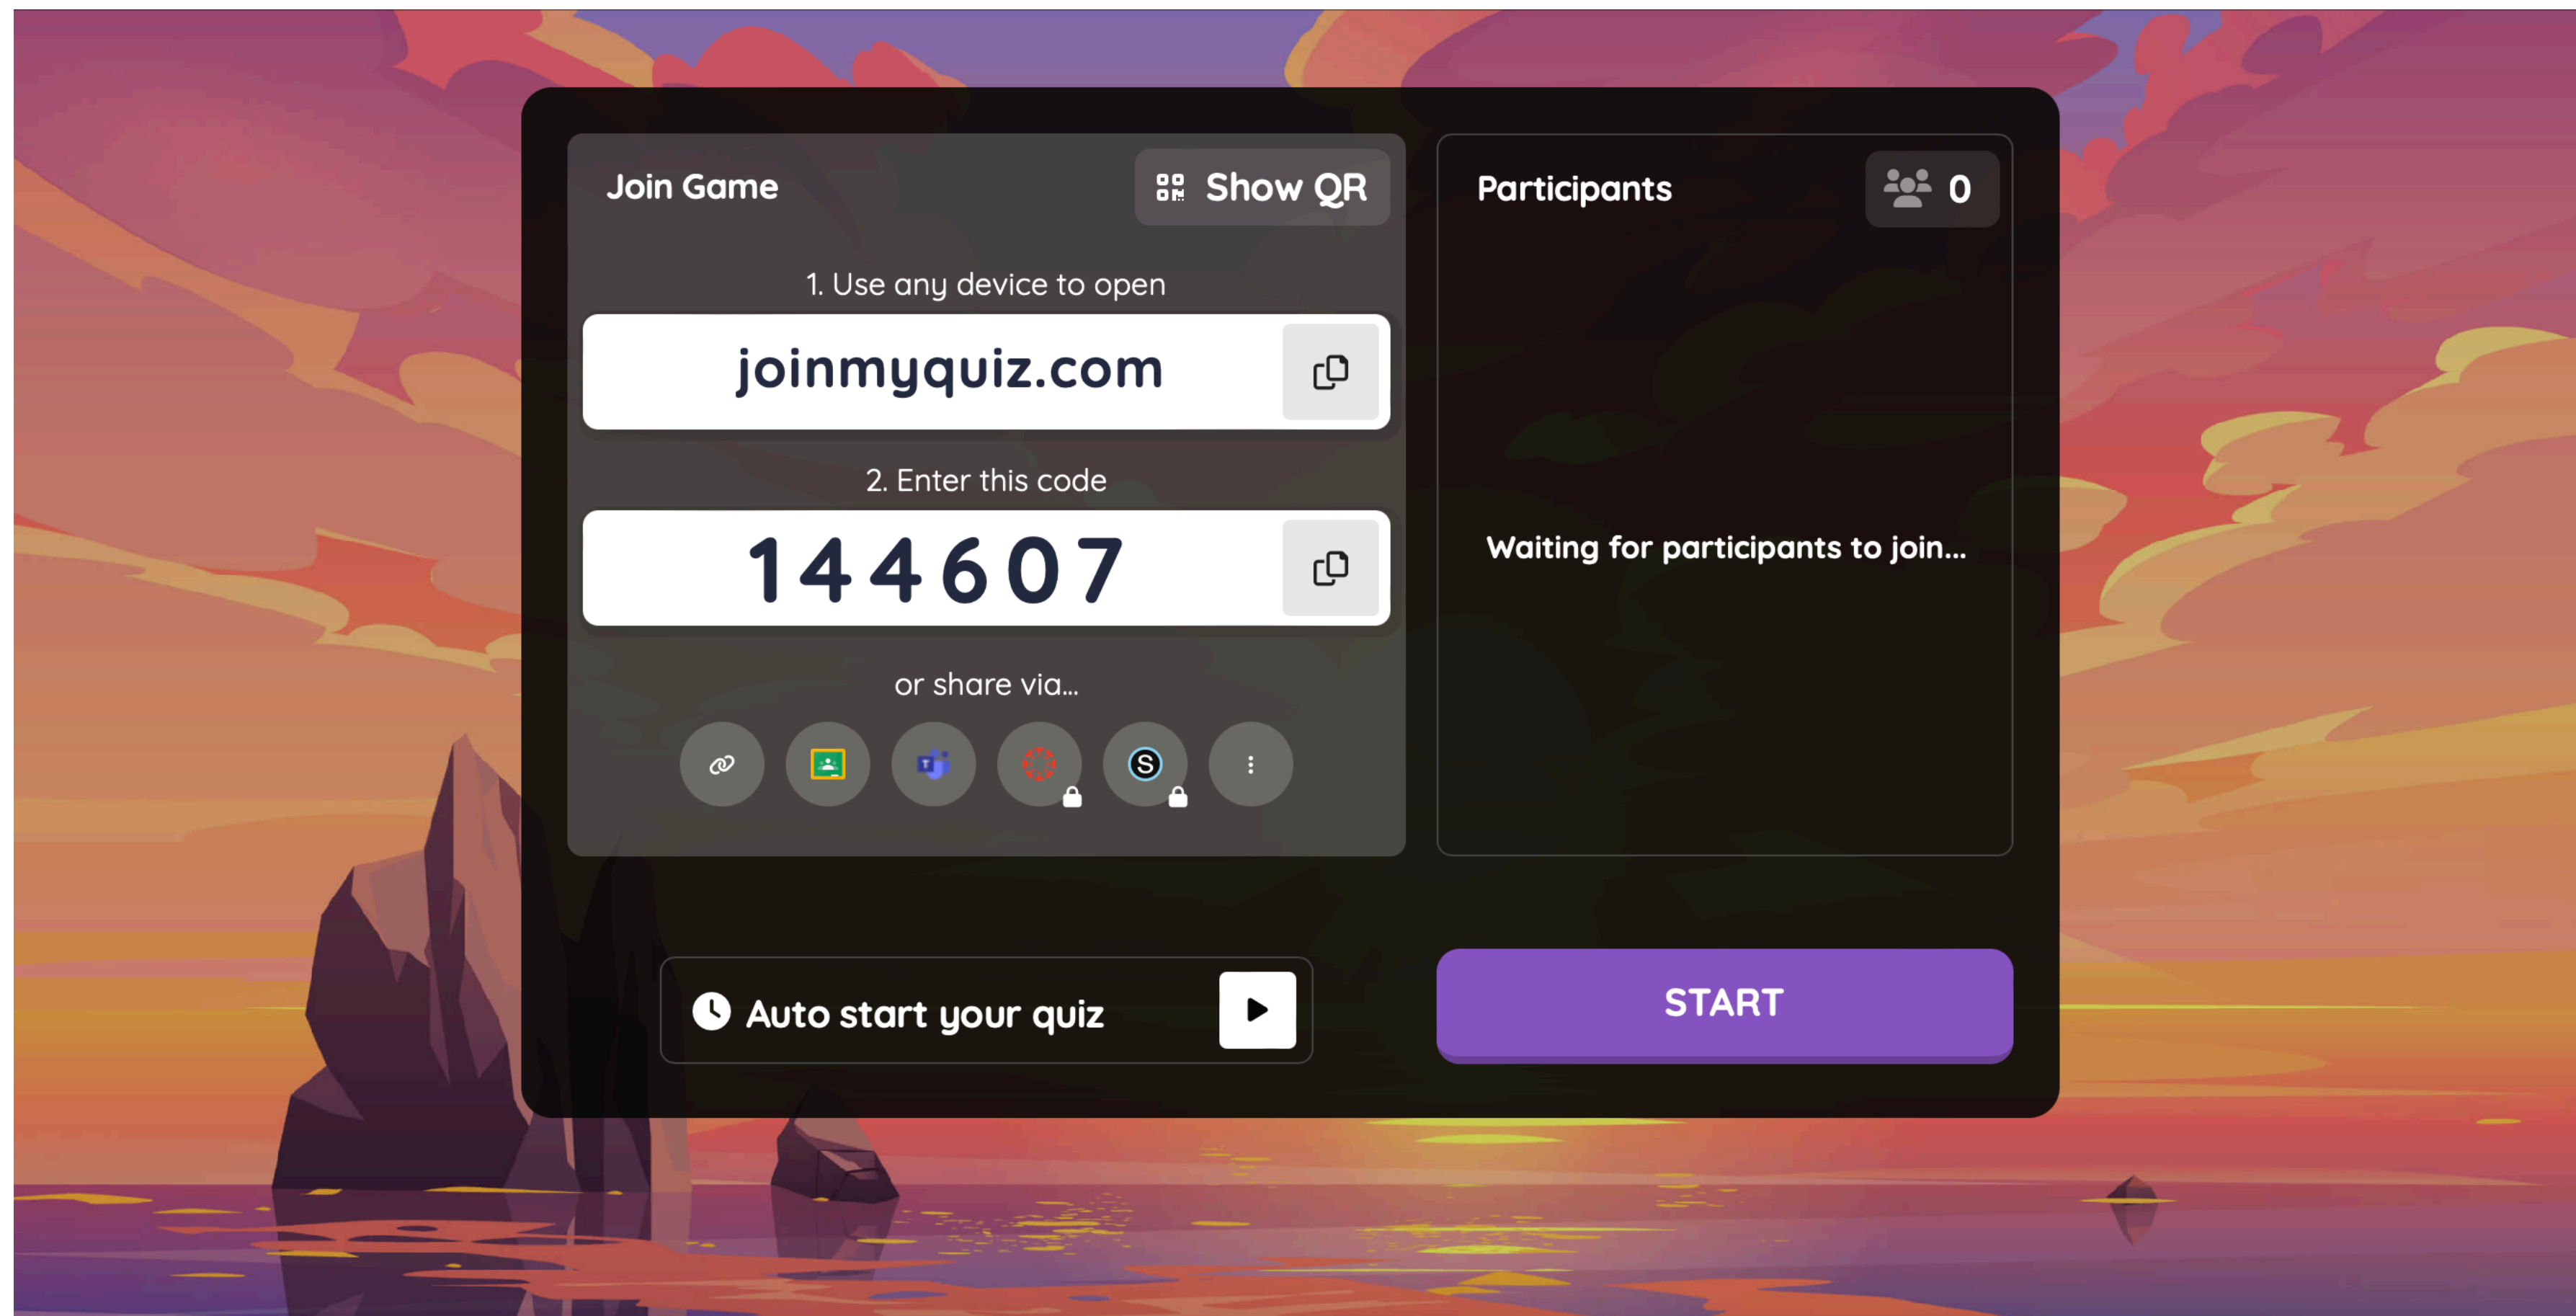 Join Game
Show QR
1. Use any device to open
joinmyquiz.com
2. Enter this code
144607
or share via...
T
S
Participants
0
Waiting for participants to join...
Auto start your quiz
START